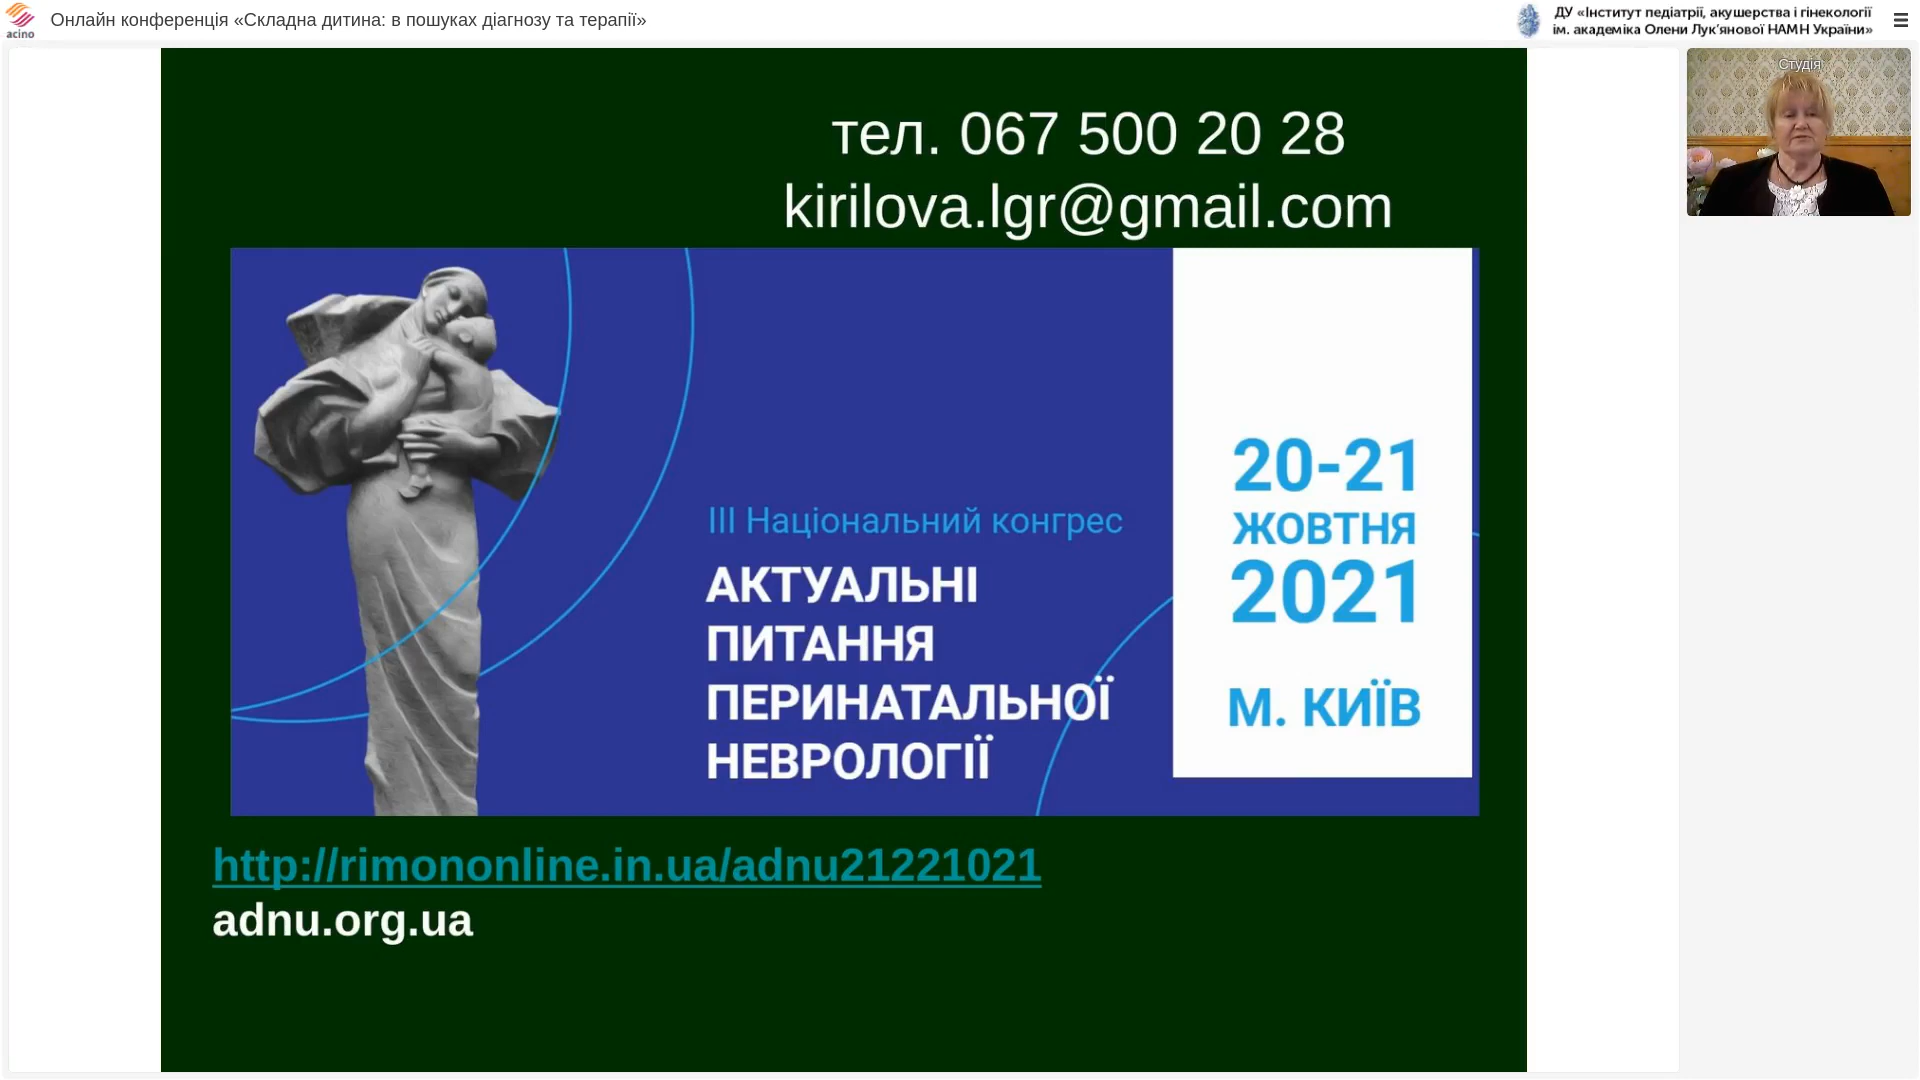 acino
Онлайн конференція «Складна дитина: в пошуках діагнозу та терапії»
ДУ «Інститут педіатрії, акушерства і гінекології
ім. академіка Олени Лук'янової НАМН України»
Студія
тел. 067 500 20 28
kirilova.lgr@gmail.com
III Національний конгрес
АКТУАЛЬНІ
ПИТАННЯ
ПЕРИНАТАЛЬНОЇ
НЕВРОЛОГІЇ
20-21
ЖОВТНЯ
2021
М. КИЇВ
http://rimononline.in.ua/adnu21221021
adnu.org.ua